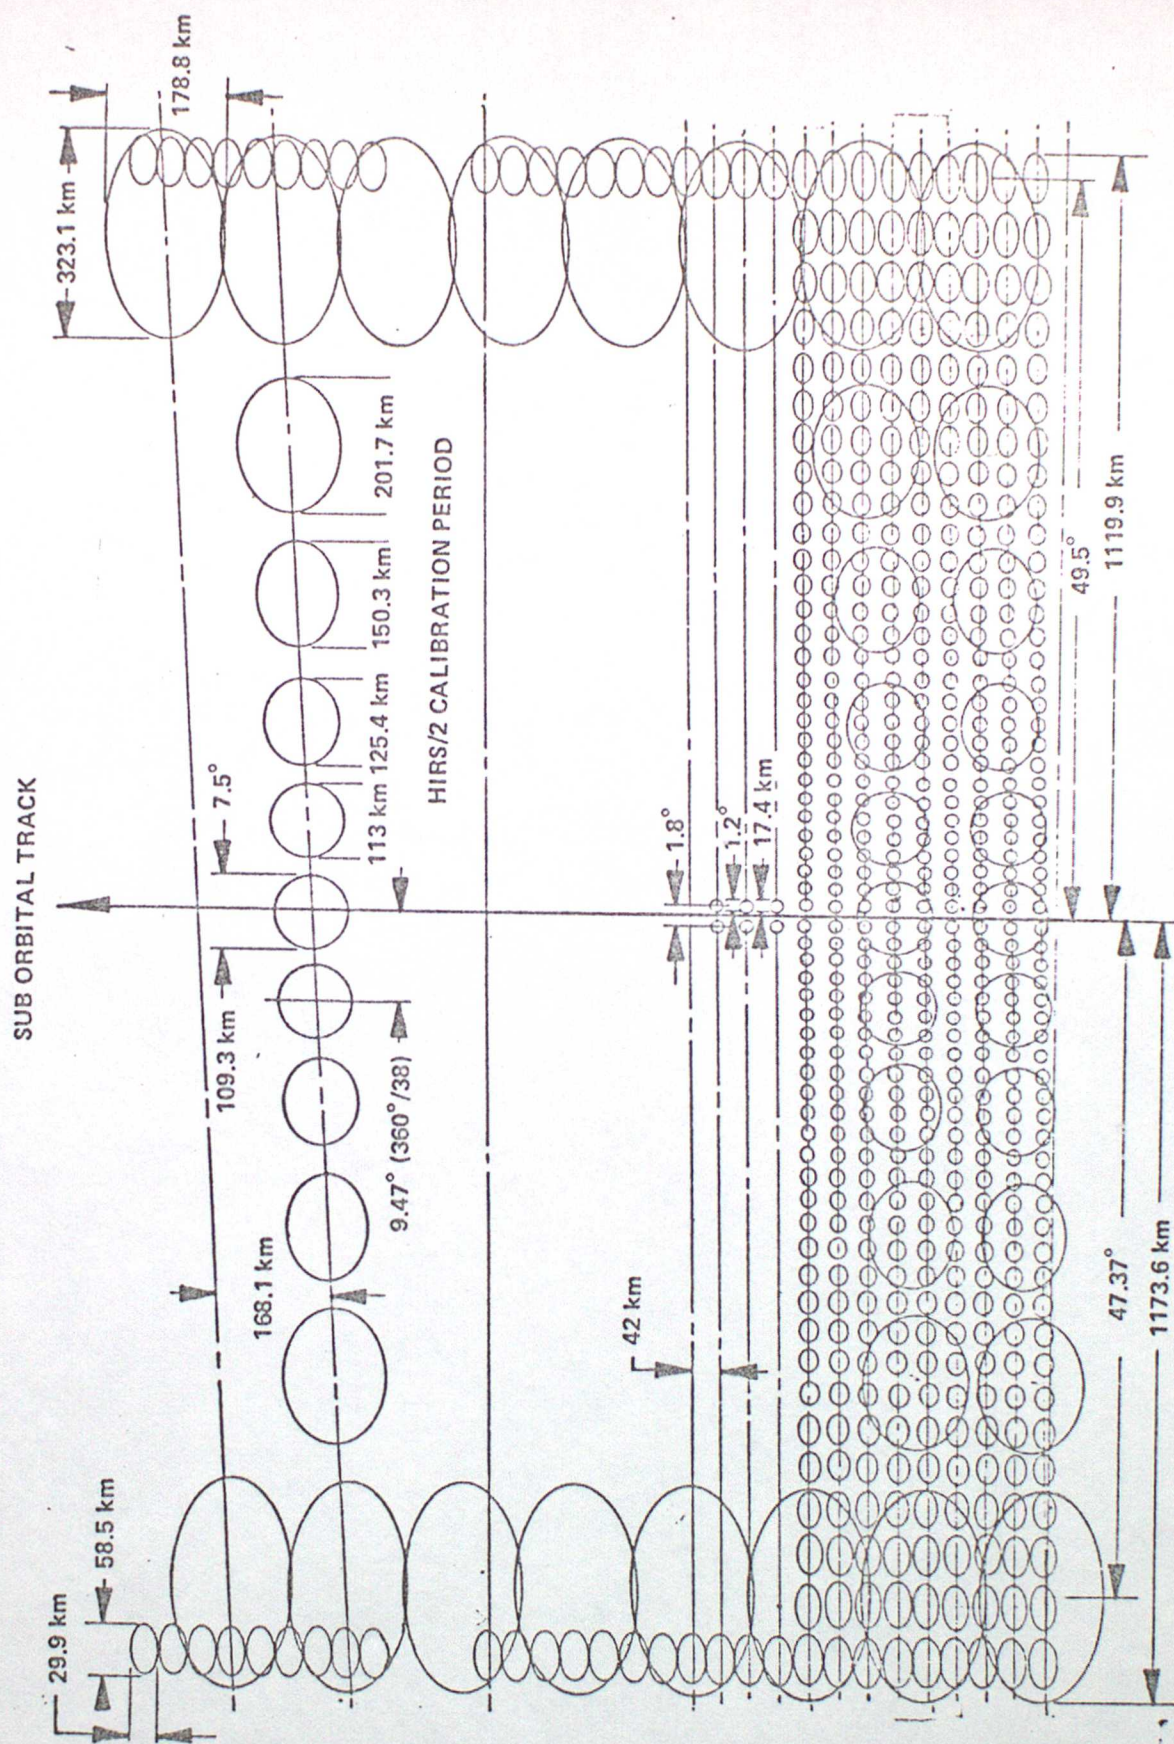 SUB ORBITAL TRACK
323.1 km
178.8 km
109.3 km
7.5°
168.1 km
113 km
125.4 km
150.3 km
201.7 km
9.47° (360°/38)
HIRS/2 CALIBRATION PERIOD
29.9 km
58.5 km
42 km
1.8°
1.2°
17.4 km
49.5°
1119.9 km
47.37°
1173.6 km